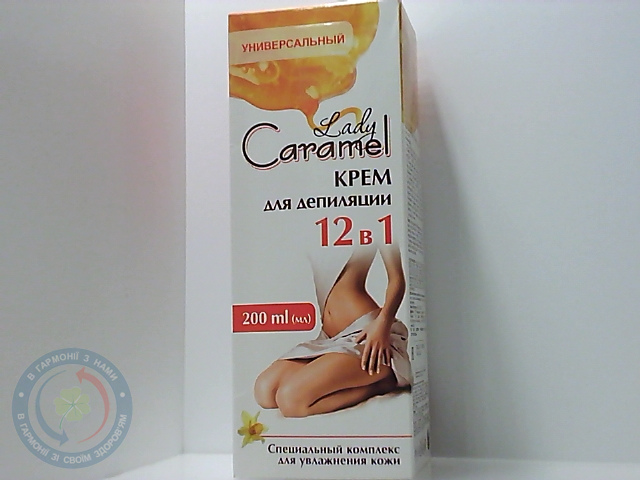 УНИВЕРСАЛЬНЫЙ
Lady
Caramel
КРЕМ
для депиляции
12 в 1
200 ml (мл)
Специальный комплекс
для увлажнения кожи
В ГАРМОНІЇ З НАМИ
В ГАРМОНІЇ ЗІ СВОЇМ ЗДОРОВ'ЯМ